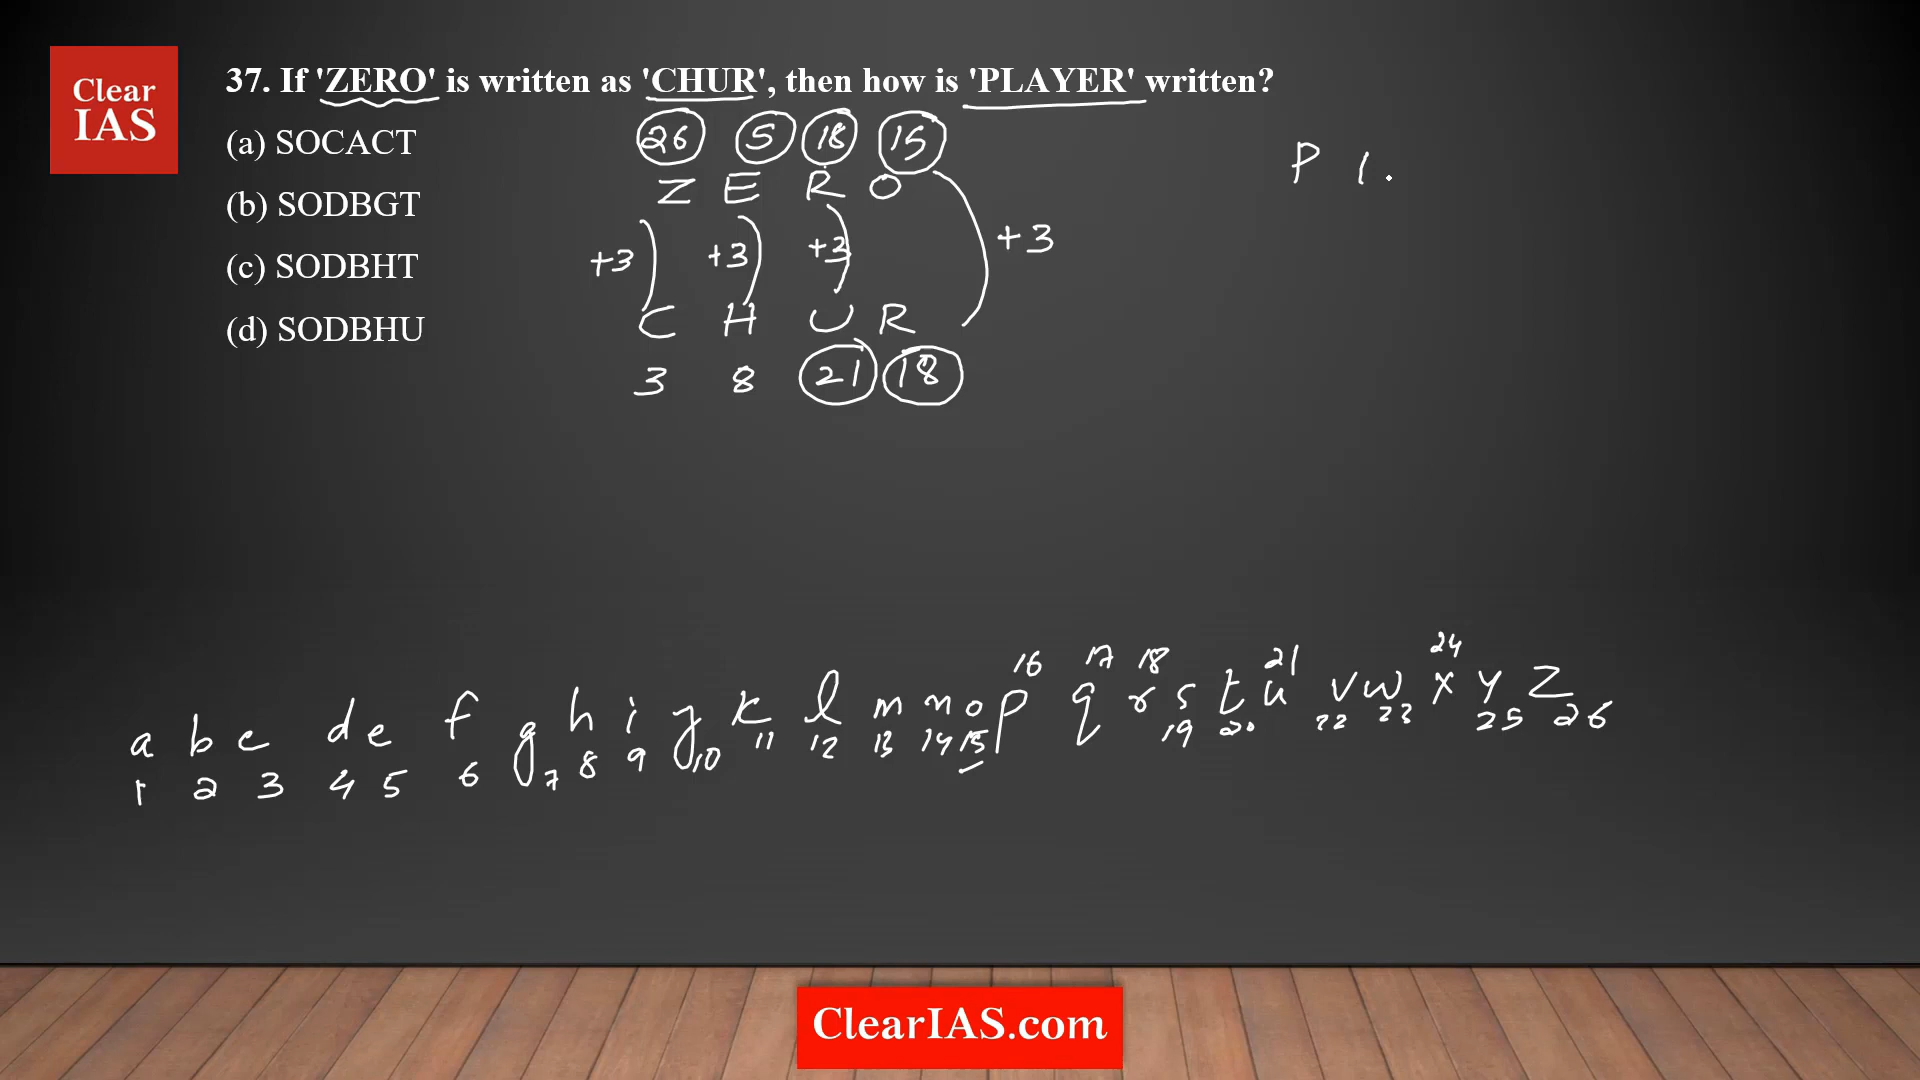 Clear
IAS
37. If 'ZERO' is written as 'CHUR', then how is 'PLAYER' written?
(a) SOCACT
(b) SODBGT
(c) SODBHT
(d) SODBHU
26 5 18 15
Z E R O
+3 +3 +3 +3
C H U R
3 8 21 18
P l
16 17 18 21 24
a b c d e f g h i j k l m n o p q r s t u v w x y z
1 2 3 4 5 6 7 8 9 10 11 12 13 14 15 19 20 22 23 25 26
ClearIAS.com